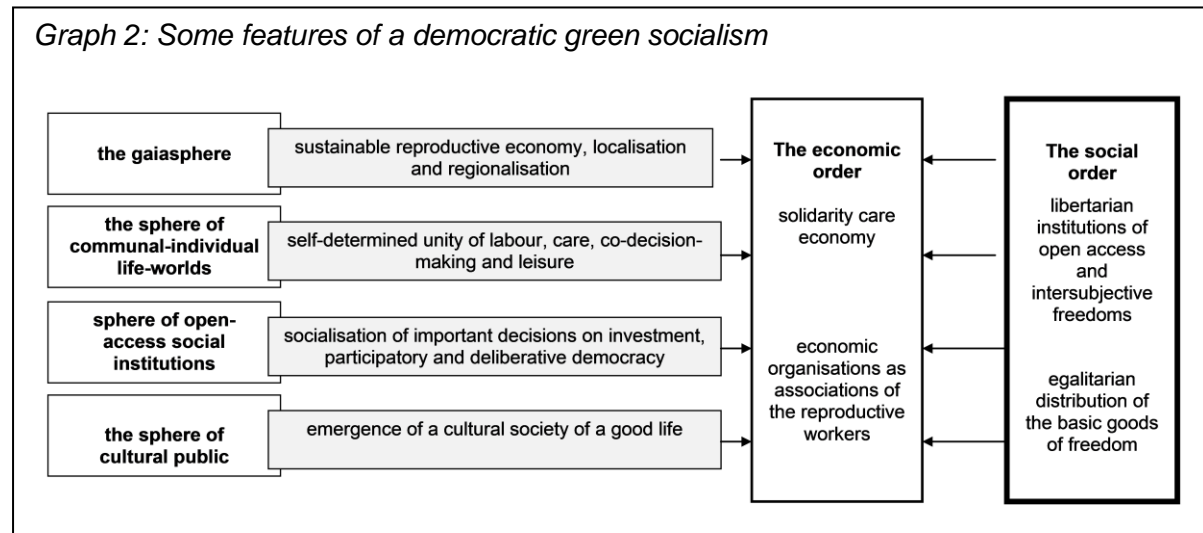 Graph 2: Some features of a democratic green socialism
the gaiasphere
sustainable reproductive economy, localisation
and regionalisation
the sphere of
communal-individual
life-worlds
self-determined unity of labour, care, co-decision-
making and leisure
sphere of open-
access social
institutions
socialisation of important decisions on investment,
participatory and deliberative democracy
the sphere of
cultural public
emergence of a cultural society of a good life
The economic
order
solidarity care
economy
economic
organisations as
associations of
the reproductive
workers
The social
order
libertarian
institutions of
open access
and
intersubjective
freedoms
egalitarian
distribution of
the basic goods
of freedom